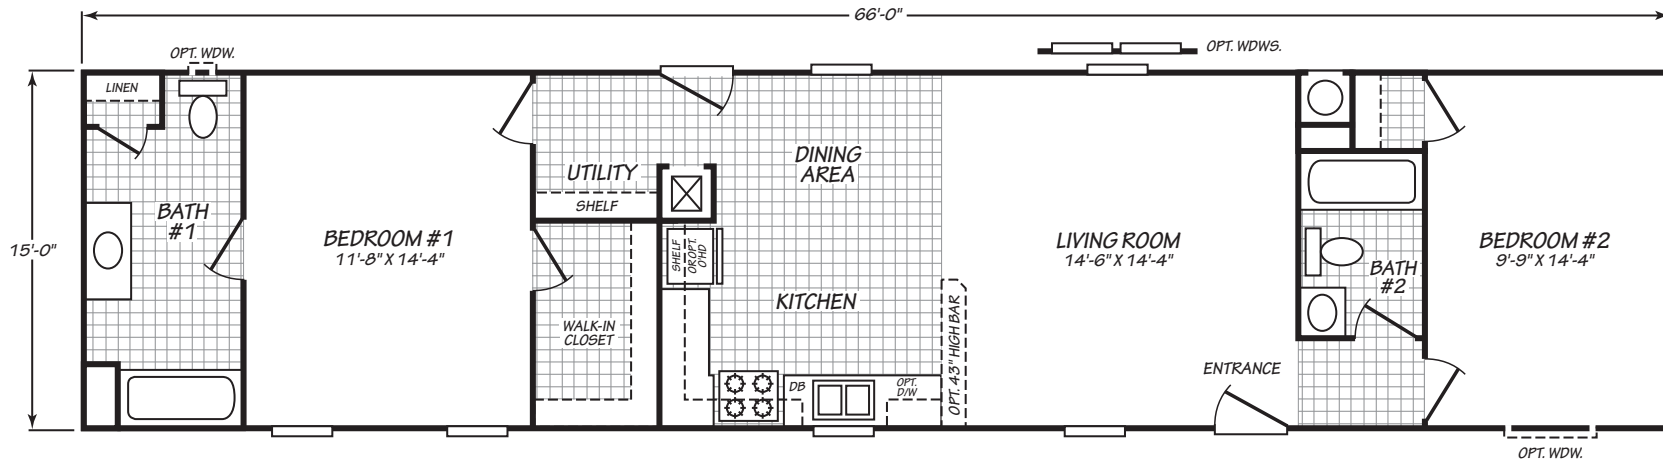 66'-0"
OPT. WDW.
OPT. WDWS.
LINEN
15'-0"
BATH
#1
BEDROOM #1
11'-8" X 14'-4"
UTILITY
SHELF
DINING
AREA
SHELF
OR OPT.
O'HD
KITCHEN
WALK-IN
CLOSET
DB
OPT.
D/W
OPT. 43" HIGH BAR
LIVING ROOM
14'-6" X 14'-4"
ENTRANCE
BATH
#2
BEDROOM #2
9'-9" X 14'-4"
OPT. WDW.